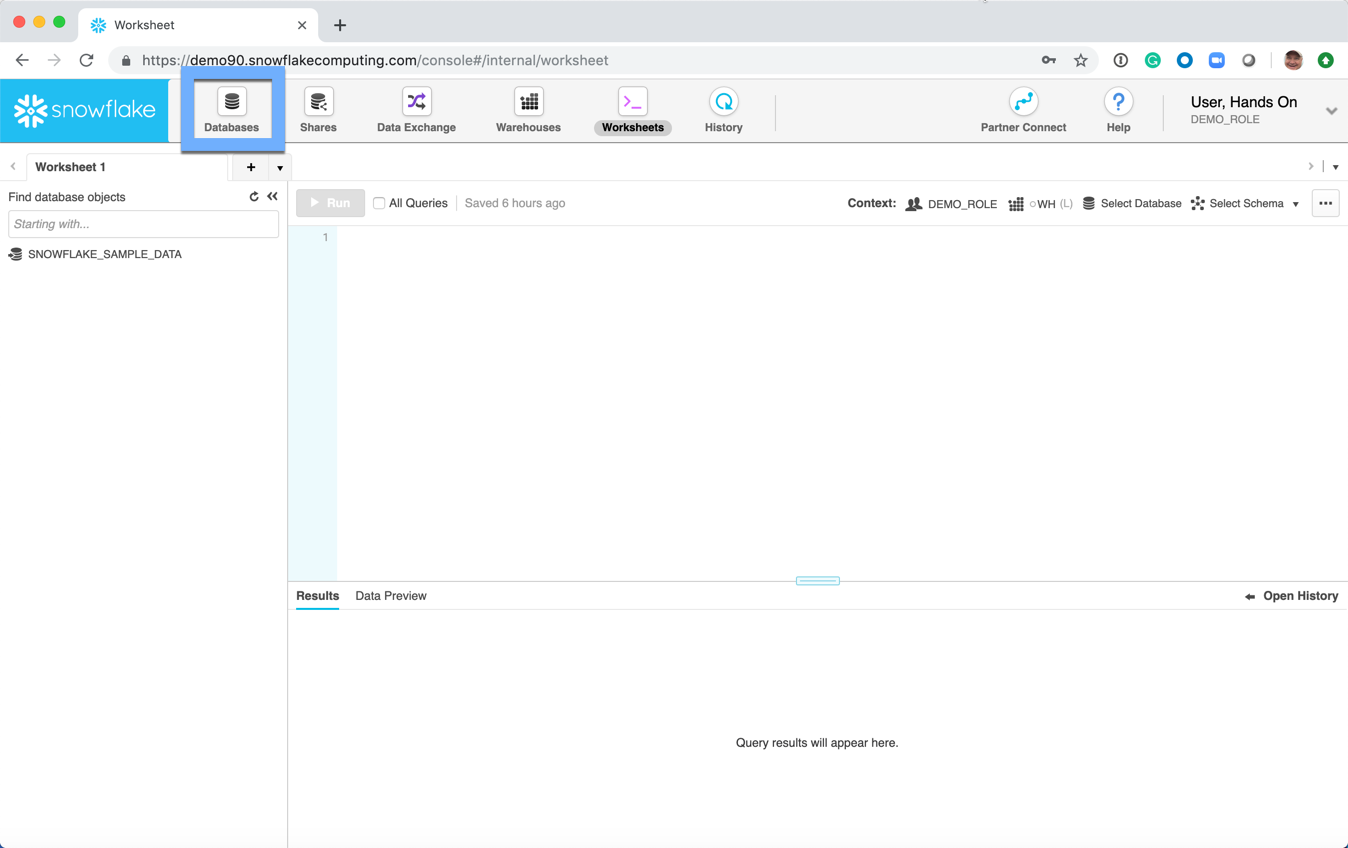 Worksheet
https://demo90.snowflakecomputing.com/console#/internal/worksheet
snowflake
Databases
Shares
Data Exchange
Warehouses
Worksheets
History
Partner Connect
Help
User, Hands On
DEMO_ROLE
Worksheet 1
Find database objects
Starting with...
SNOWFLAKE_SAMPLE_DATA
Run
All Queries
Saved 6 hours ago
Context:
DEMO_ROLE
WH (L)
Select Database
Select Schema
1
Results
Data Preview
Open History
Query results will appear here.